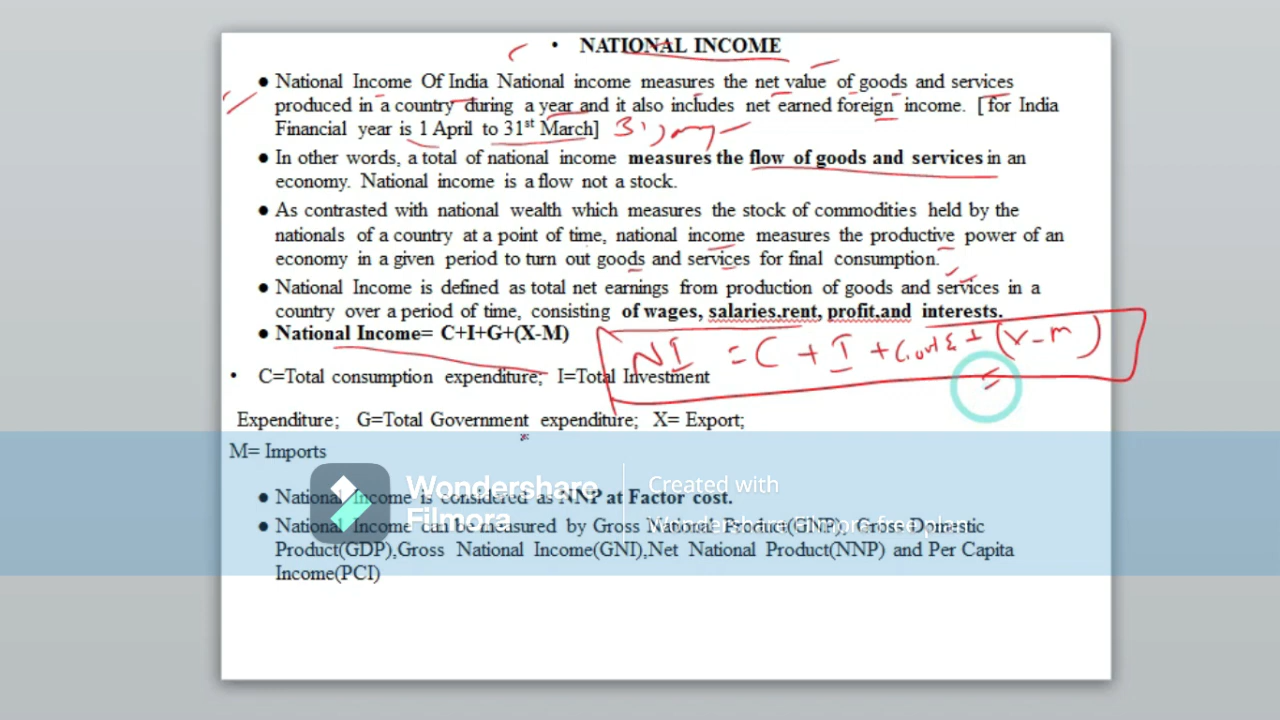 • NATIONAL INCOME
● National Income Of India National income measures the net value of goods and services
produced in a country during a year and it also includes net earned foreign income. [ for India
Financial year is 1 April to 31st March]
● In other words, a total of national income measures the flow of goods and services in an
economy. National income is a flow not a stock.
● As contrasted with national wealth which measures the stock of commodities held by the
nationals of a country at a point of time, national income measures the productive power of an
economy in a given period to turn out goods and services for final consumption.
● National Income is defined as total net earnings from production of goods and services in a
country over a period of time, consisting of wages, salaries,rent, profit,and interests.
● National Income= C+I+G+(X-M)
NI = C + I + Govt E + (X - M)
• C=Total consumption expenditure; I=Total Investment
Expenditure; G=Total Government expenditure; X= Export;
M= Imports
Wondershare
Filmora
Created with
Wondershare Filmora free plan
● National Income is considered as NNP at Factor cost.
● National Income can be measured by Gross National Product(GNP), Gross Domestic
Product(GDP),Gross National Income(GNI),Net National Product(NNP) and Per Capita
Income(PCI)